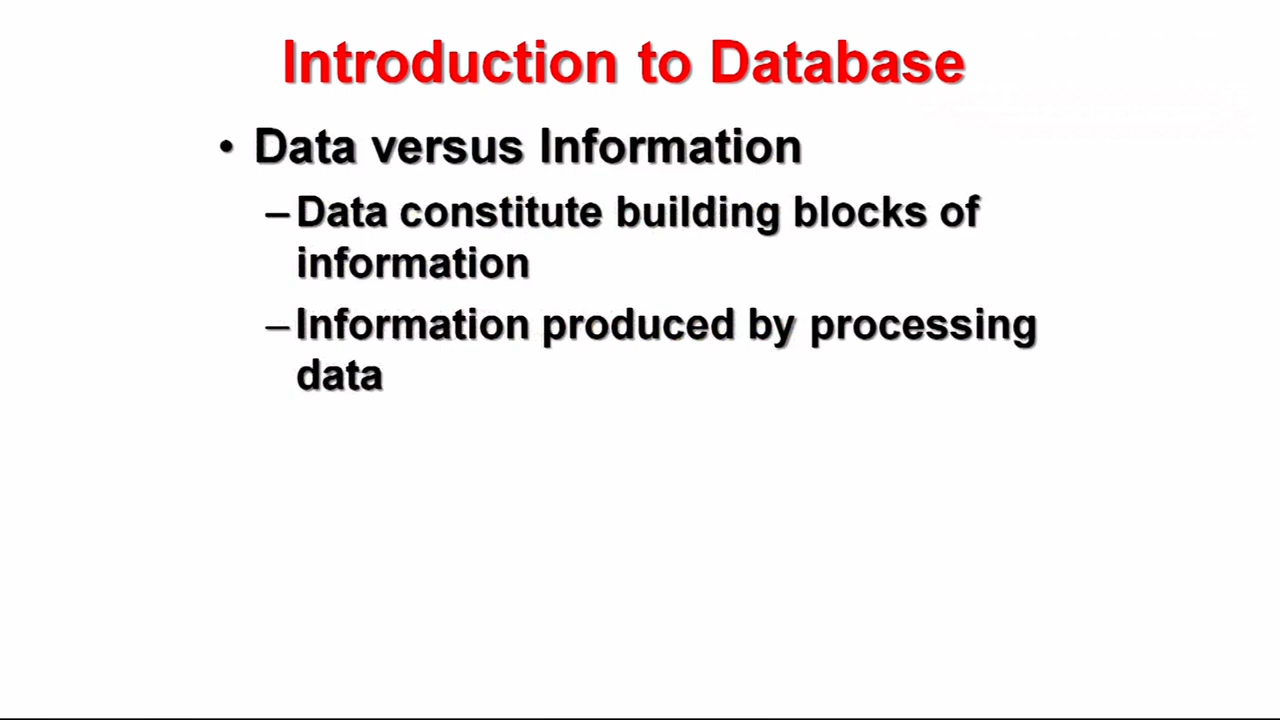 Introduction to Database
• Data versus Information
–Data constitute building blocks of
information
–Information produced by processing
data